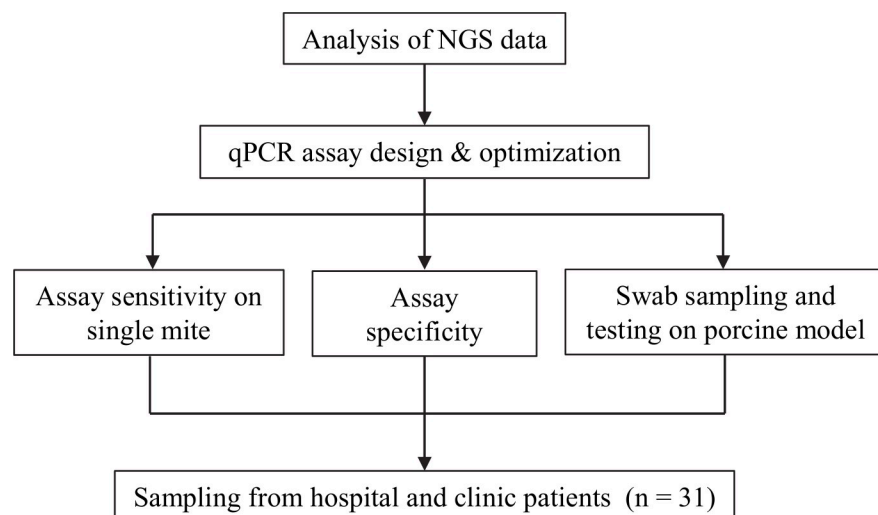 Analysis of NGS data
qPCR assay design & optimization
Assay sensitivity on
single mite
Assay
specificity
Swab sampling and
testing on porcine model
Sampling from hospital and clinic patients (n = 31)